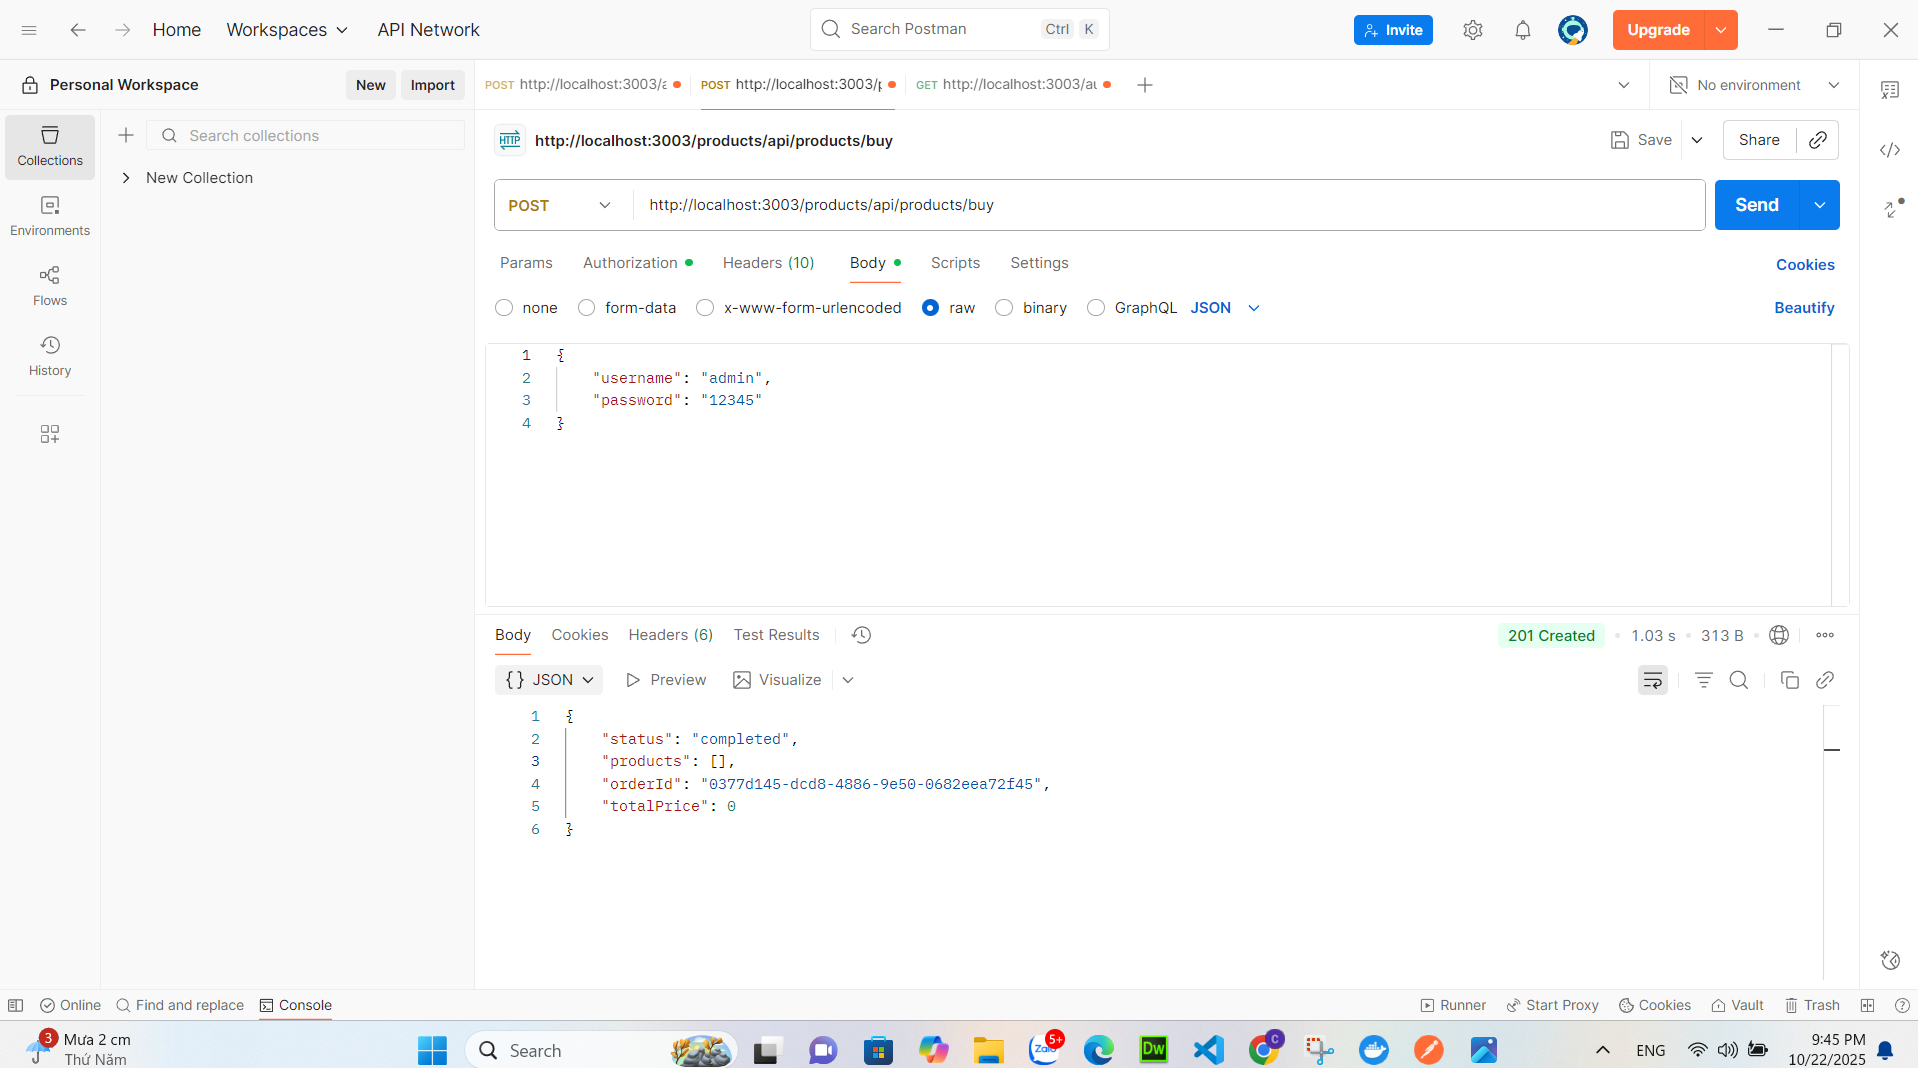 Home
Workspaces
API Network
Search Postman
Ctrl
K
Invite
Upgrade
Personal Workspace
New
Import
POST http://localhost:3003/a
POST http://localhost:3003/p
GET http://localhost:3003/au
No environment
Collections
Search collections
New Collection
Environments
Flows
History
HTTP
http://localhost:3003/products/api/products/buy
Save
Share
POST
http://localhost:3003/products/api/products/buy
Send
Params
Authorization
Headers (10)
Body
Scripts
Settings
Cookies
none
form-data
x-www-form-urlencoded
raw
binary
GraphQL
JSON
Beautify
1 {
2 "username": "admin",
3 "password": "12345"
4 }
Body
Cookies
Headers (6)
Test Results
201 Created
1.03 s
313 B
{} JSON
Preview
Visualize
1 {
2 "status": "completed",
3 "products": [],
4 "orderId": "0377d145-dcd8-4886-9e50-0682eea72f45",
5 "totalPrice": 0
6 }
Online
Find and replace
Console
Runner
Start Proxy
Cookies
Vault
Trash
3
Mưa 2 cm
Thứ Năm
Search
Zalo
5+
Dw
C
ENG
9:45 PM
10/22/2025